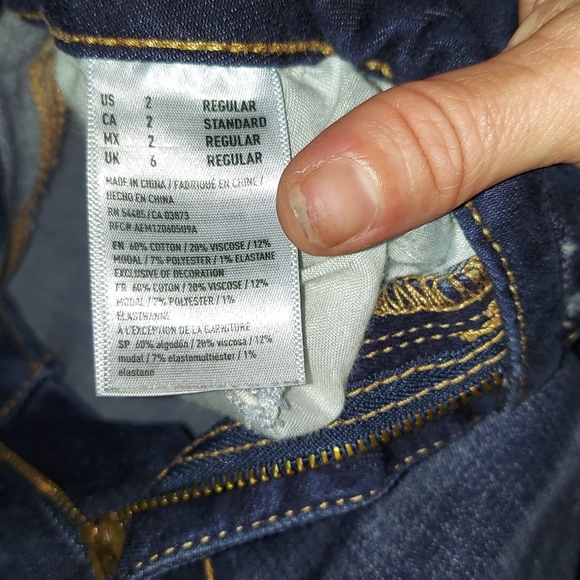 US 2 REGULAR
CA 2 STANDARD
MX 2 REGULAR
UK 6 REGULAR
MADE IN CHINA / FABRIQUÉ EN CHINE /
HECHO EN CHINA
RN 54485 / CA 03873
RFC# AEM1206050U9A
EN 60% COTTON / 20% VISCOSE / 12%
MODAL / 7% POLYESTER / 1% ELASTANE
EXCLUSIVE OF DECORATION
FR 60% COTON / 20% VISCOSE / 12%
MODAL / 7% POLYESTER / 1%
ELASTHANNE
À L'EXCEPTION DE LA GARNITURE
SP 60% algodón / 20% viscosa / 12%
modal / 7% elastomultiéster / 1%
elastano